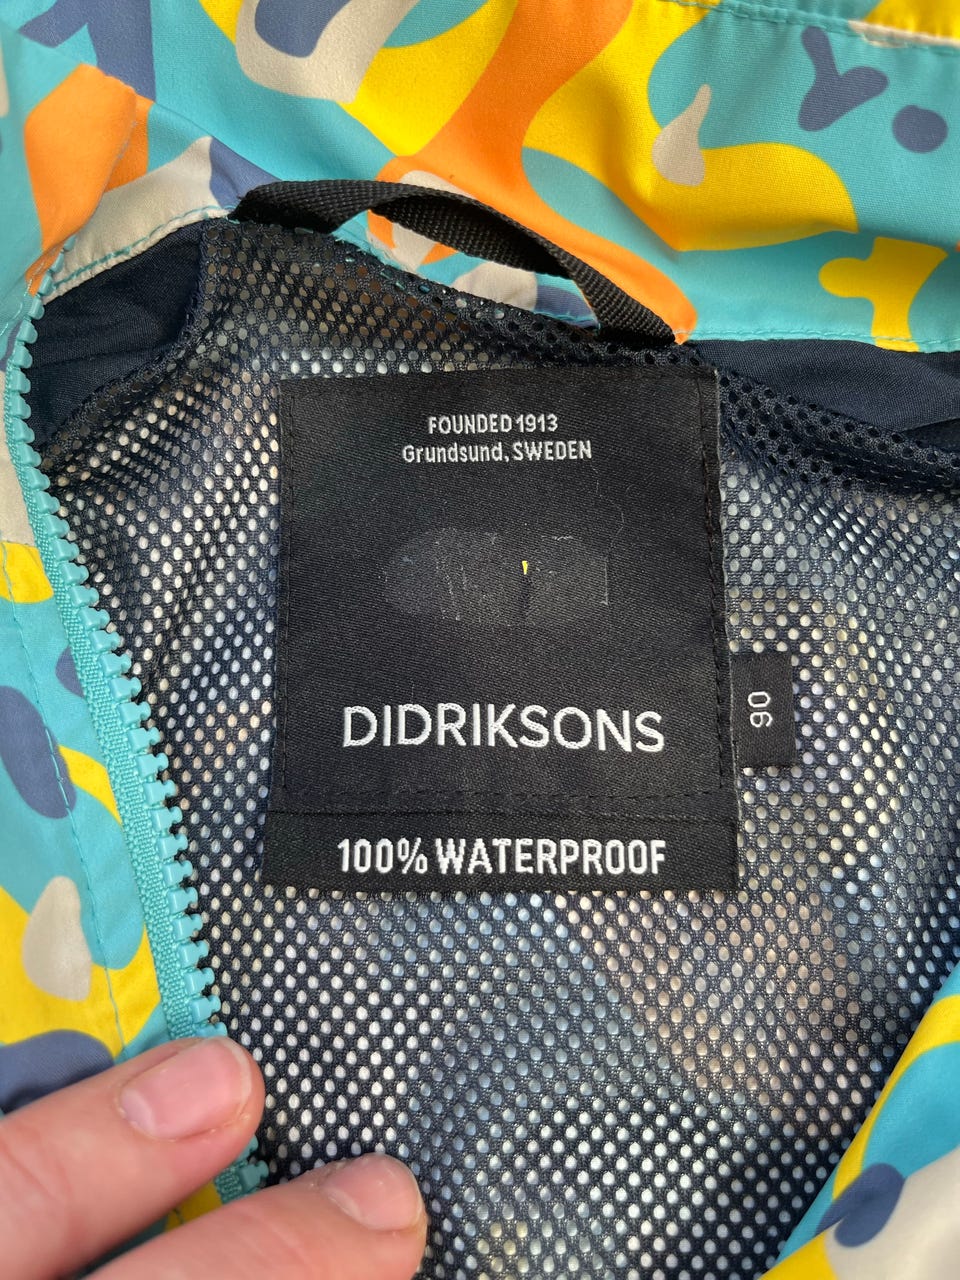 FOUNDED 1913
Grundsund, SWEDEN
DIDRIKSONS
90
100% WATERPROOF